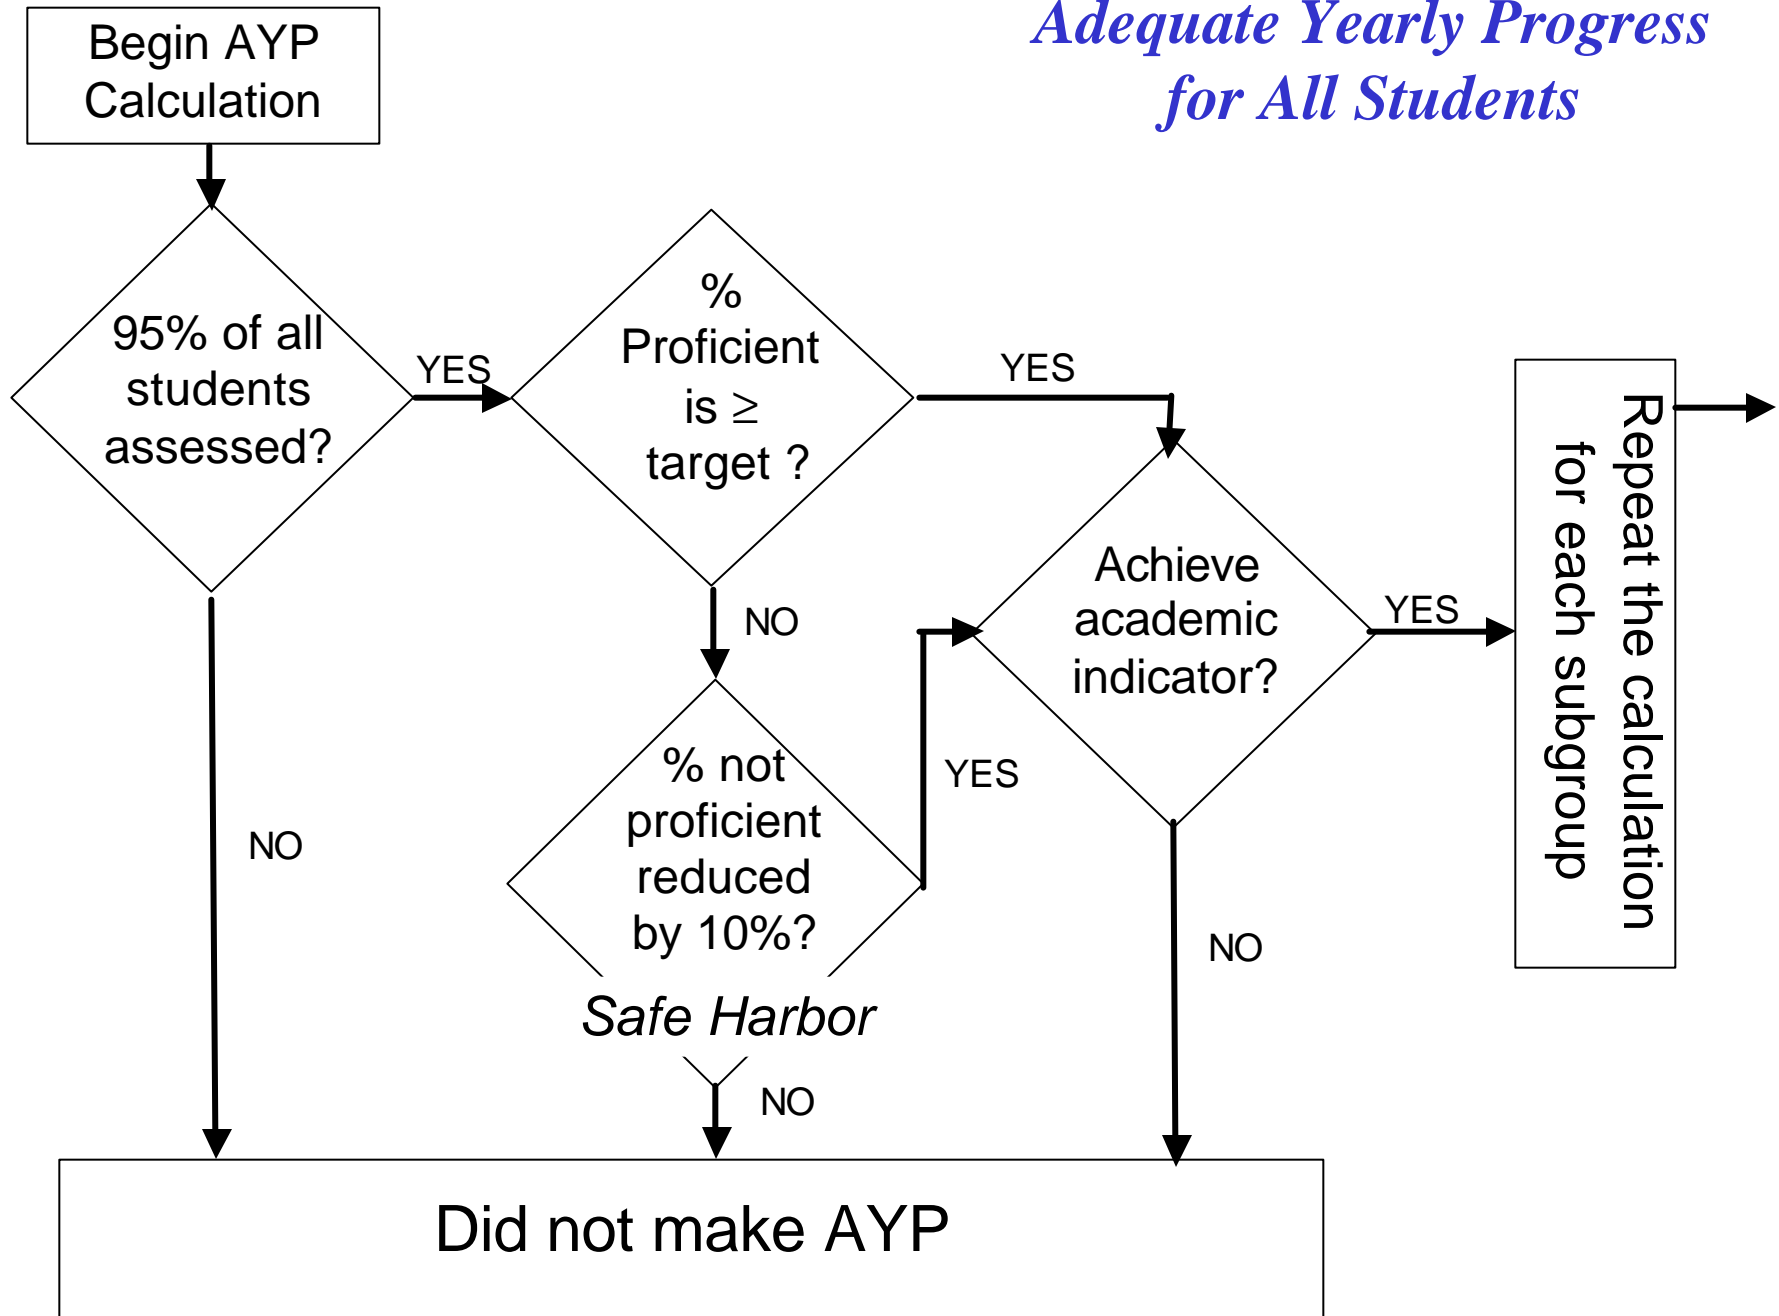 Adequate Yearly Progress
for All Students
Begin AYP
Calculation
95% of all
students
assessed?
YES
NO
%
Proficient
is ≥
target ?
YES
NO
% not
proficient
reduced
by 10%?
Safe Harbor
YES
NO
Achieve
academic
indicator?
YES
NO
Repeat the calculation
for each subgroup
Did not make AYP